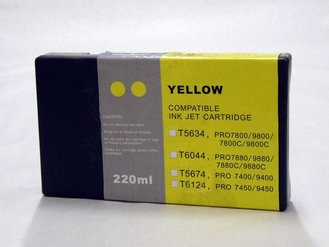 YELLOW
COMPATIBLE
INK JET CARTRIDGE
T5634, PRO7800/9800/
7800C/9800C
T6044, PRO7880/9880/
7880C/9880C
T5674 PRO 7400/9400
T6124, PRO 7450/9450
CAUTION:
220ml